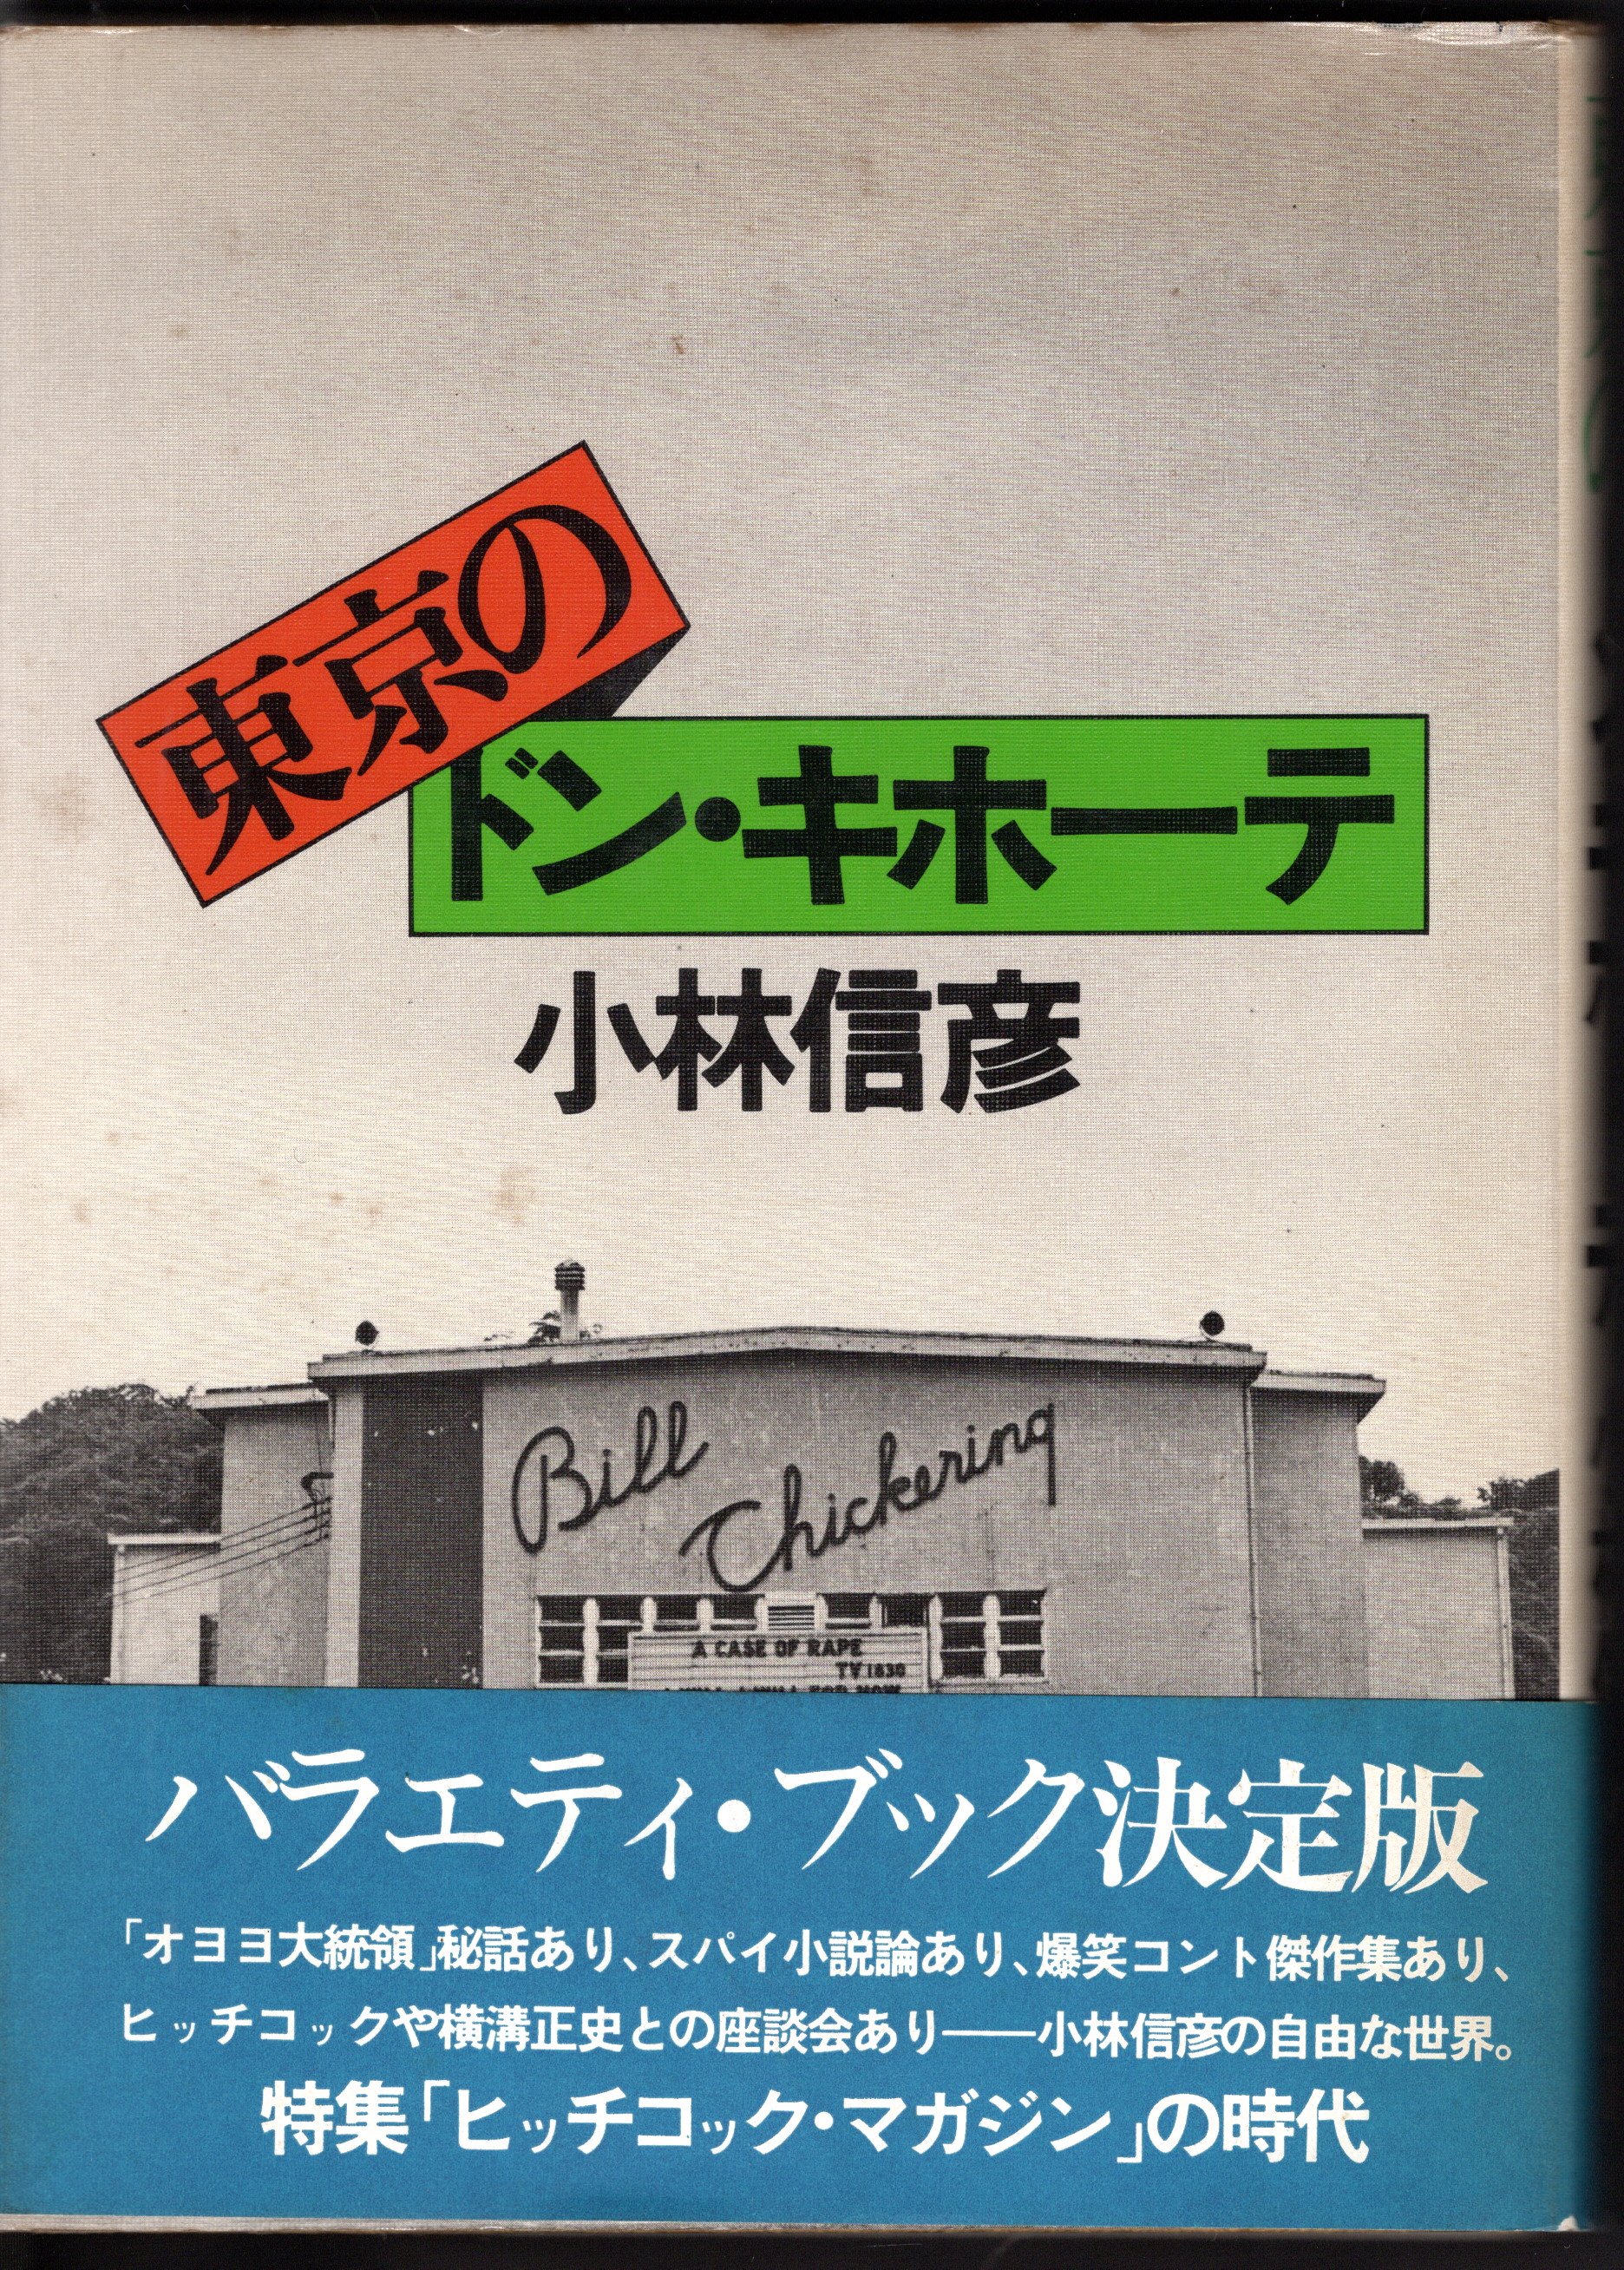 東京の
ドン・キホーテ
小林信彦
Bill
Chickering
A CASE OF RAPE
TV 1830
バラエティ・ブック決定版
「オヨヨ大統領」秘話あり、スパイ小説論あり、爆笑コント傑作集あり、
ヒッチコックや横溝正史との座談会あり――小林信彦の自由な世界。
特集「ヒッチコック・マガジン」の時代